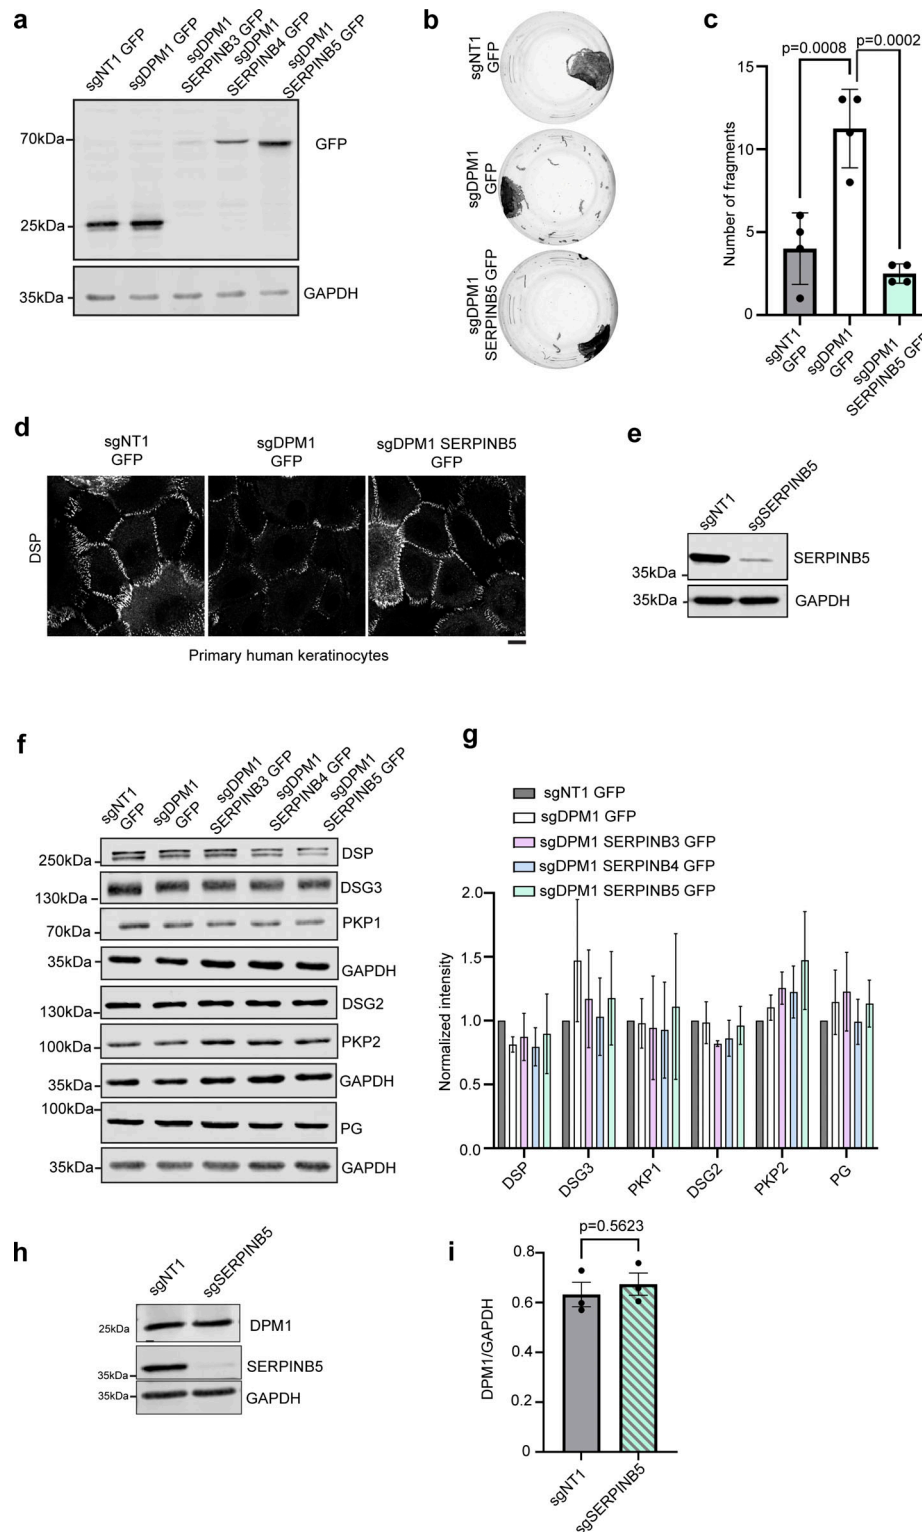 a
sgNT1 GFP
sgDPM1 GFP
sgDPM1
SERPINB3 GFP
sgDPM1
SERPINB4 GFP
sgDPM1
SERPINB5 GFP
70kDa
GFP
25kDa
35kDa
GAPDH
b
sgNT1
GFP
sgDPM1
GFP
sgDPM1
SERPINB5 GFP
c
p=0.0008
p=0.0002
15
10
5
0
Number of fragments
sgNT1
GFP
sgDPM1
GFP
sgDPM1
SERPINB5 GFP
d
sgNT1
GFP
sgDPM1
GFP
sgDPM1 SERPINB5
GFP
DSP
Primary human keratinocytes
e
sgNT1
sgSERPINB5
SERPINB5
35kDa
35kDa
GAPDH
f
sgNT1
GFP
sgDPM1
GFP
sgDPM1
SERPINB3 GFP
sgDPM1
SERPINB4 GFP
sgDPM1
SERPINB5 GFP
250kDa
DSP
130kDa
DSG3
70kDa
PKP1
35kDa
GAPDH
130kDa
DSG2
100kDa
PKP2
35kDa
GAPDH
100kDa
PG
35kDa
GAPDH
g
sgNT1 GFP
sgDPM1 GFP
sgDPM1 SERPINB3 GFP
sgDPM1 SERPINB4 GFP
sgDPM1 SERPINB5 GFP
2.0
1.5
1.0
0.5
0.0
Normalized intensity
DSP
DSG3
PKP1
DSG2
PKP2
PG
h
sgNT1
sgSERPINB5
25kDa
DPM1
35kDa
SERPINB5
35kDa
GAPDH
i
p=0.5623
0.8
0.6
0.4
0.2
0
DPM1/GAPDH
sgNT1
sgSERPINB5